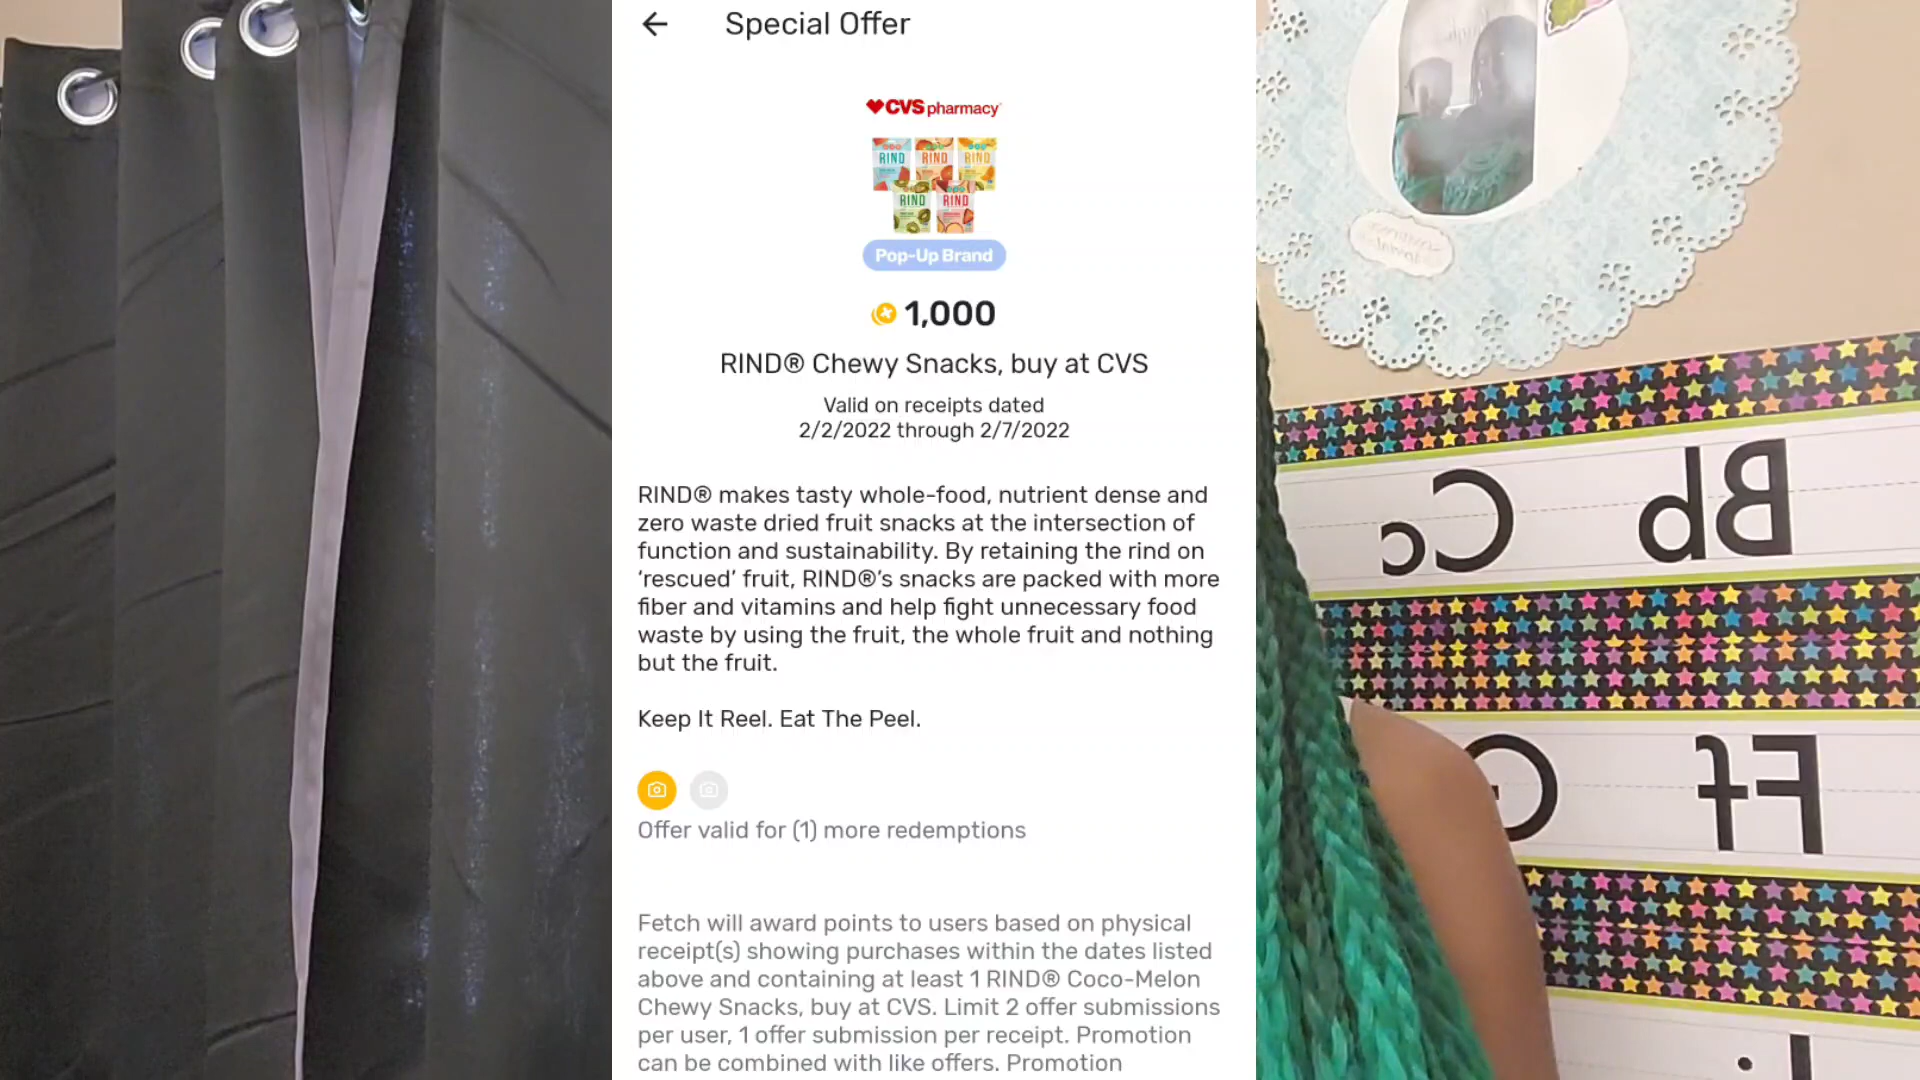 Special Offer
CVS pharmacy
RIND RIND RIND
RIND RIND
Pop-Up Brand
1,000
RIND® Chewy Snacks, buy at CVS
Valid on receipts dated
2/2/2022 through 2/7/2022
RIND® makes tasty whole-food, nutrient dense and
zero waste dried fruit snacks at the intersection of
function and sustainability. By retaining the rind on
‘rescued’ fruit, RIND®’s snacks are packed with more
fiber and vitamins and help fight unnecessary food
waste by using the fruit, the whole fruit and nothing
but the fruit.
Keep It Reel. Eat The Peel.
Offer valid for (1) more redemptions
Fetch will award points to users based on physical
receipt(s) showing purchases within the dates listed
above and containing at least 1 RIND® Coco-Melon
Chewy Snacks, buy at CVS. Limit 2 offer submissions
per user, 1 offer submission per receipt. Promotion
can be combined with like offers. Promotion
Bb Cc
Ff